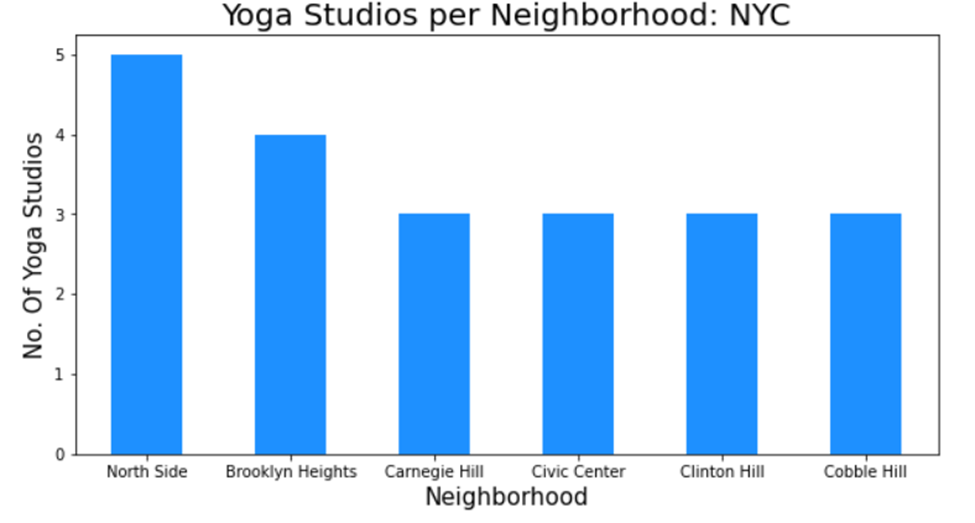 Yoga Studios per Neighborhood: NYC
No. Of Yoga Studios
5
4
3
2
1
0
North Side Brooklyn Heights Carnegie Hill Civic Center Clinton Hill Cobble Hill
Neighborhood